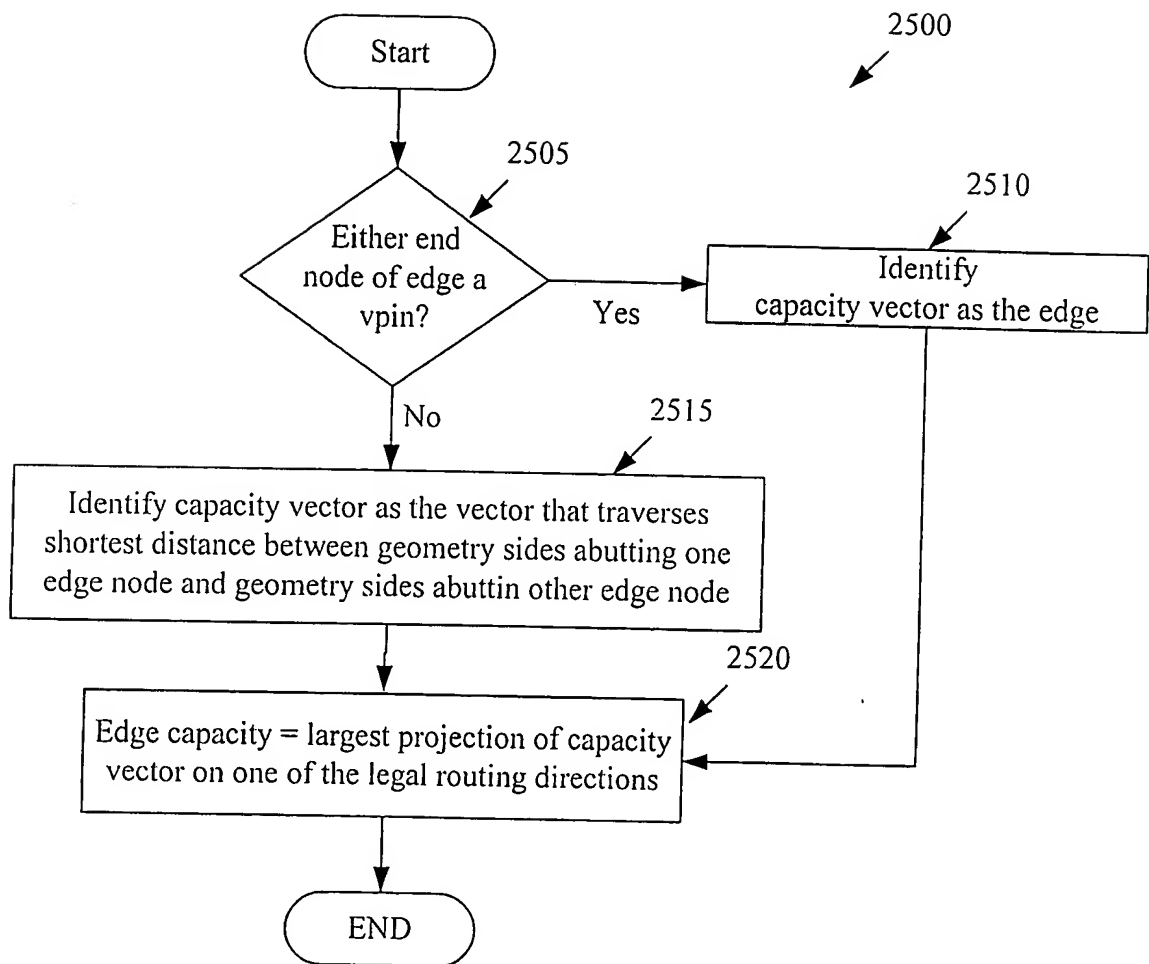 Start
2500
2505
Either end
node of edge a
vpin?
Yes
2510
Identify
capacity vector as the edge
No
2515
Identify capacity vector as the vector that traverses
shortest distance between geometry sides abutting one
edge node and geometry sides abuttin other edge node
2520
Edge capacity = largest projection of capacity
vector on one of the legal routing directions
END